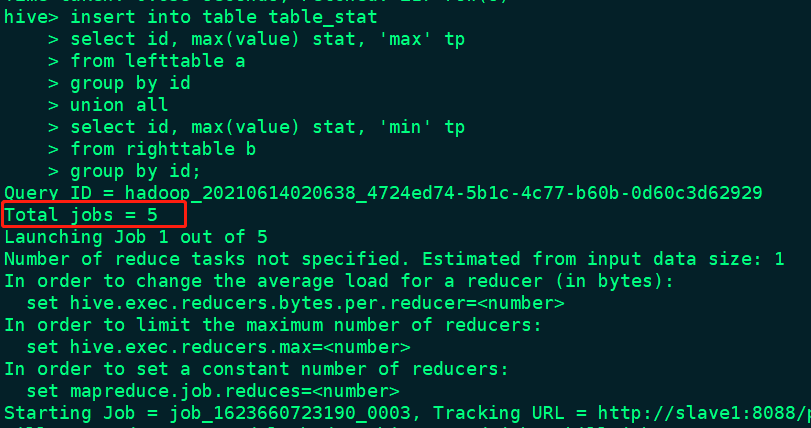 hive> insert into table table_stat
    > select id, max(value) stat, 'max' tp
    > from lefttable a
    > group by id
    > union all
    > select id, max(value) stat, 'min' tp
    > from righttable b
    > group by id;
Query ID = hadoop_20210614020638_4724ed74-5b1c-4c77-b60b-0d60c3d62929
Total jobs = 5
Launching Job 1 out of 5
Number of reduce tasks not specified. Estimated from input data size: 1
In order to change the average load for a reducer (in bytes):
  set hive.exec.reducers.bytes.per.reducer=<number>
In order to limit the maximum number of reducers:
  set hive.exec.reducers.max=<number>
In order to set a constant number of reducers:
  set mapreduce.job.reduces=<number>
Starting Job = job_1623660723190_0003, Tracking URL = http://slave1:8088/p